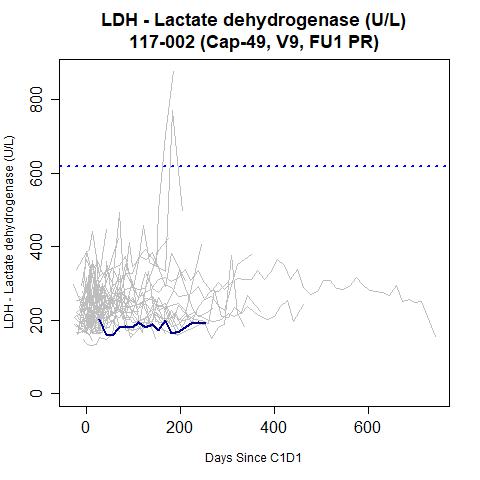 LDH - Lactate dehydrogenase (U/L)
117-002 (Cap-49, V9, FU1 PR)
LDH - Lactate dehydrogenase (U/L)
800
600
400
200
0
0 200 400 600
Days Since C1D1